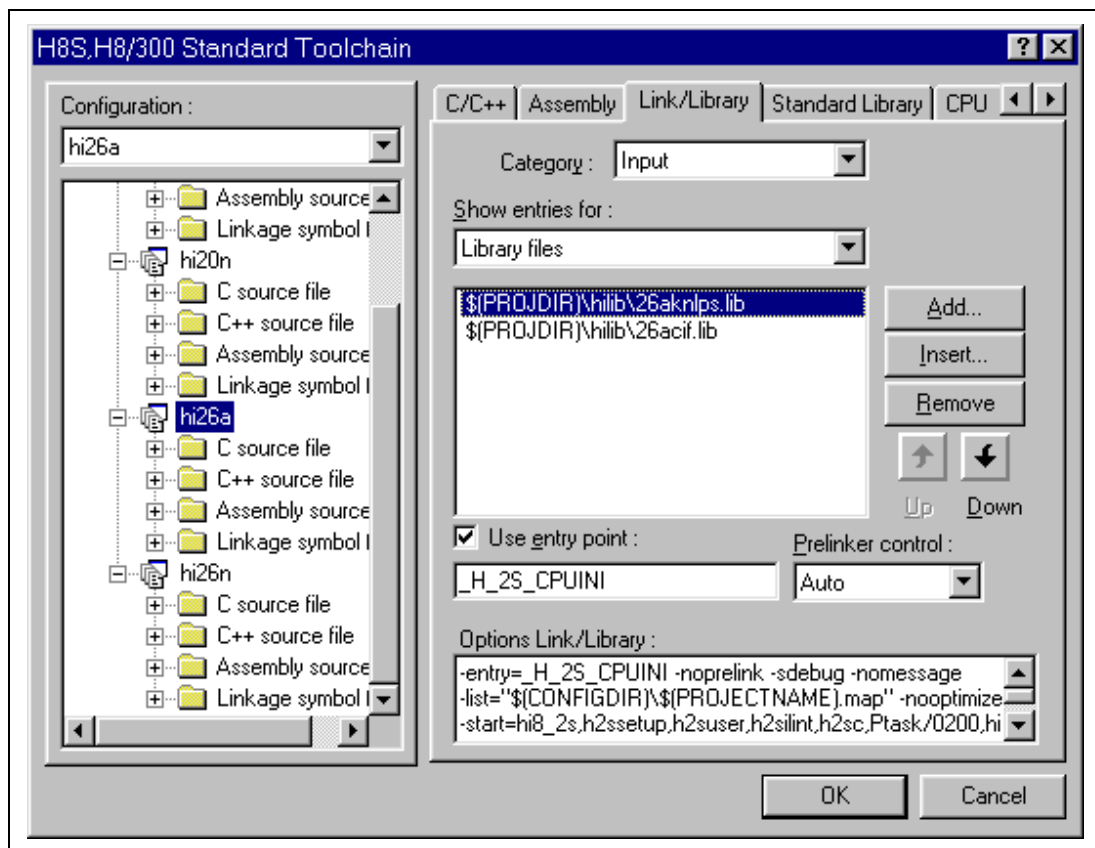 H8S,H8/300 Standard Toolchain
Configuration :
hi26a
Assembly source
Linkage symbol
hi20n
C source file
C++ source file
Assembly source
Linkage symbol
hi26a
C source file
C++ source file
Assembly source
Linkage symbol
hi26n
C source file
C++ source file
Assembly source
Linkage symbol
C/C++ Assembly Link/Library Standard Library CPU
Category : Input
Show entries for :
Library files
$(PROJDIR)\hilib\26aknlps.lib
$(PROJDIR)\hilib\26acif.lib
Add...
Insert...
Remove
Up Down
Use entry point :
Prelinker control :
_H_2S_CPUINI
Auto
Options Link/Library :
-entry=_H_2S_CPUINI -noprelink -sdebug -nomessage
-list="$(CONFIGDIR)\$(PROJECTNAME).map" -nooptimize
-start=hi8_2s,h2ssetup,h2suser,h2silint,h2sc,Ptask/0200,hi
OK Cancel